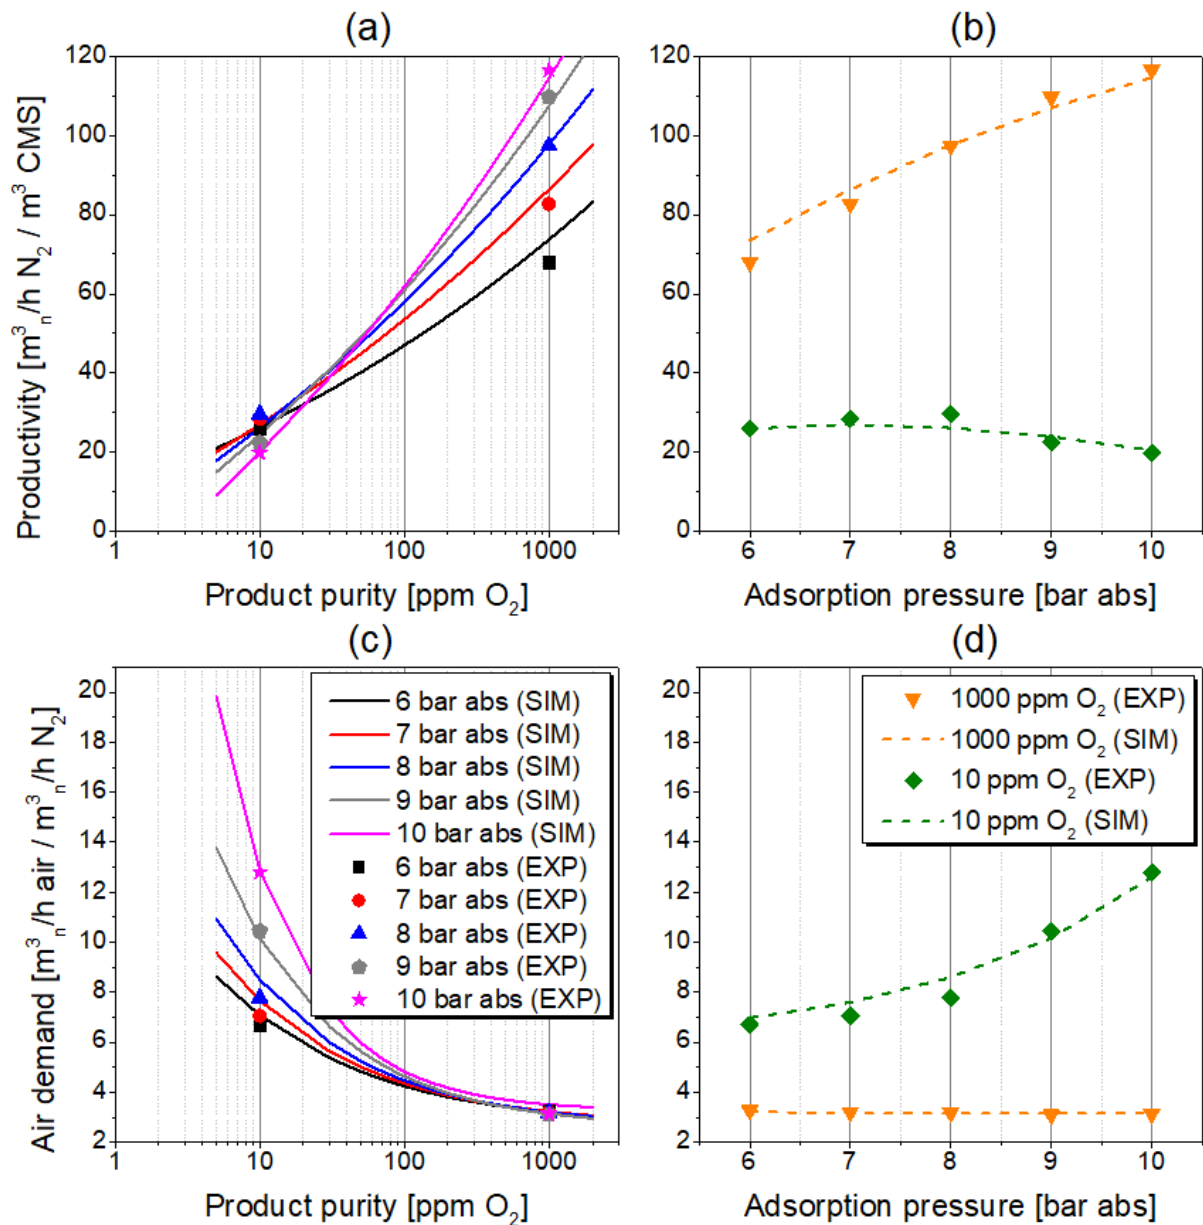 (a)
Productivity [m³ₙ/h N₂ / m³ CMS]
120
100
80
60
40
20
0
1
10
100
1000
Product purity [ppm O₂]
(b)
120
100
80
60
40
20
0
6
7
8
9
10
Adsorption pressure [bar abs]
(c)
Air demand [m³ₙ/h air / m³ₙ/h N₂]
20
18
16
14
12
10
8
6
4
2
6 bar abs (SIM)
7 bar abs (SIM)
8 bar abs (SIM)
9 bar abs (SIM)
10 bar abs (SIM)
6 bar abs (EXP)
7 bar abs (EXP)
8 bar abs (EXP)
9 bar abs (EXP)
10 bar abs (EXP)
1
10
100
1000
Product purity [ppm O₂]
(d)
20
18
16
14
12
10
8
6
4
2
1000 ppm O₂ (EXP)
1000 ppm O₂ (SIM)
10 ppm O₂ (EXP)
10 ppm O₂ (SIM)
6
7
8
9
10
Adsorption pressure [bar abs]